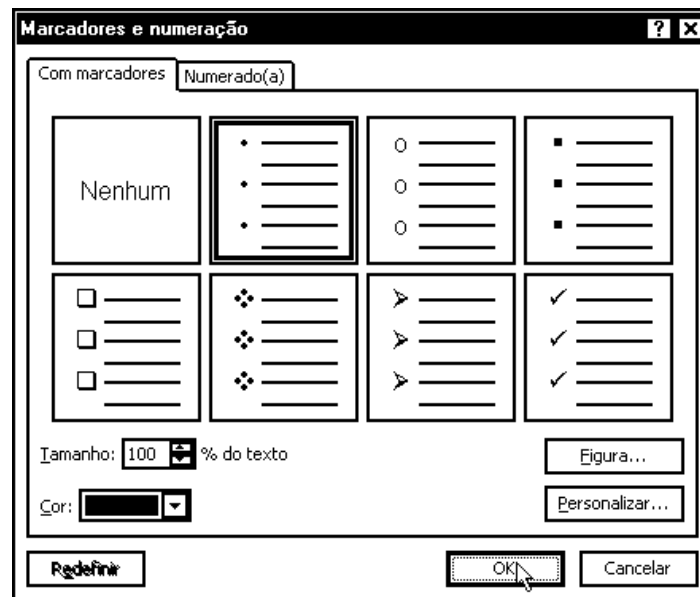 Marcadores e numeração
Com marcadores
Numerado(a)
Nenhum
Tamanho: 100 % do texto
Figura...
Cor:
Personalizar...
Redefinir
OK
Cancelar